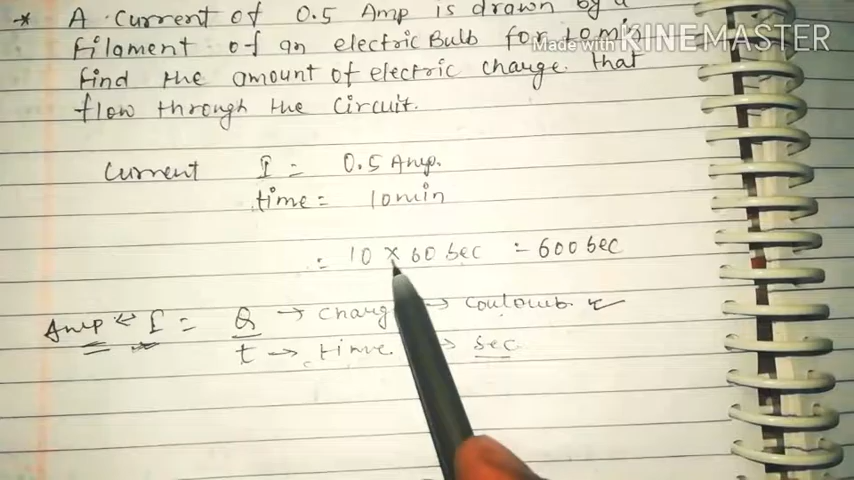 * A Current of 0.5 Amp is drawn by a
filament of an electric Bulb for 10 min
Made with KINEMASTER
find the amount of electric charge that
flow through the Circuit.
Current I = 0.5 Amp.
time = 10 min
= 10 × 60 Sec = 600 Sec
Amp ← I = Q → Charg → Coulomb.
t → time → Sec